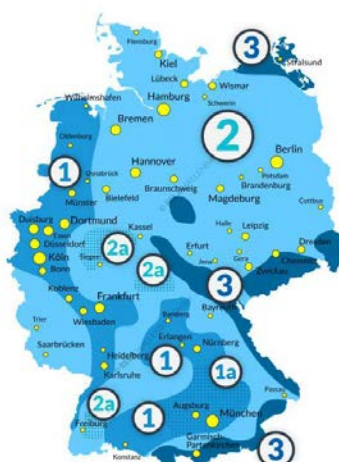 Flensburg
3
Stralsund
Kiel
Lübeck
Wismar
Wilhelmshafen
Hamburg
Schwerin
Bremen
2
Oldenburg
Berlin
1
Hannover
Potsdam
Osnabrück
Brandenburg
Münster
Bielefeld
Braunschweig
Magdeburg
Cottbus
Duisburg
Dortmund
Essen
Kassel
Halle
Leipzig
Düsseldorf
2a
Dresden
Köln
Siegen
Erfurt
Jena
Gera
Chemnitz
Bonn
2a
Zwickau
Koblenz
3
Frankfurt
Wiesbaden
Bayreuth
Trier
Bamberg
Erlangen
Saarbrücken
Heidelberg
1
Nürnberg
Karlsruhe
1a
Passau
2a
1
Augsburg
München
Freiburg
Garmisch-
Partenkirchen
3
Konstanz